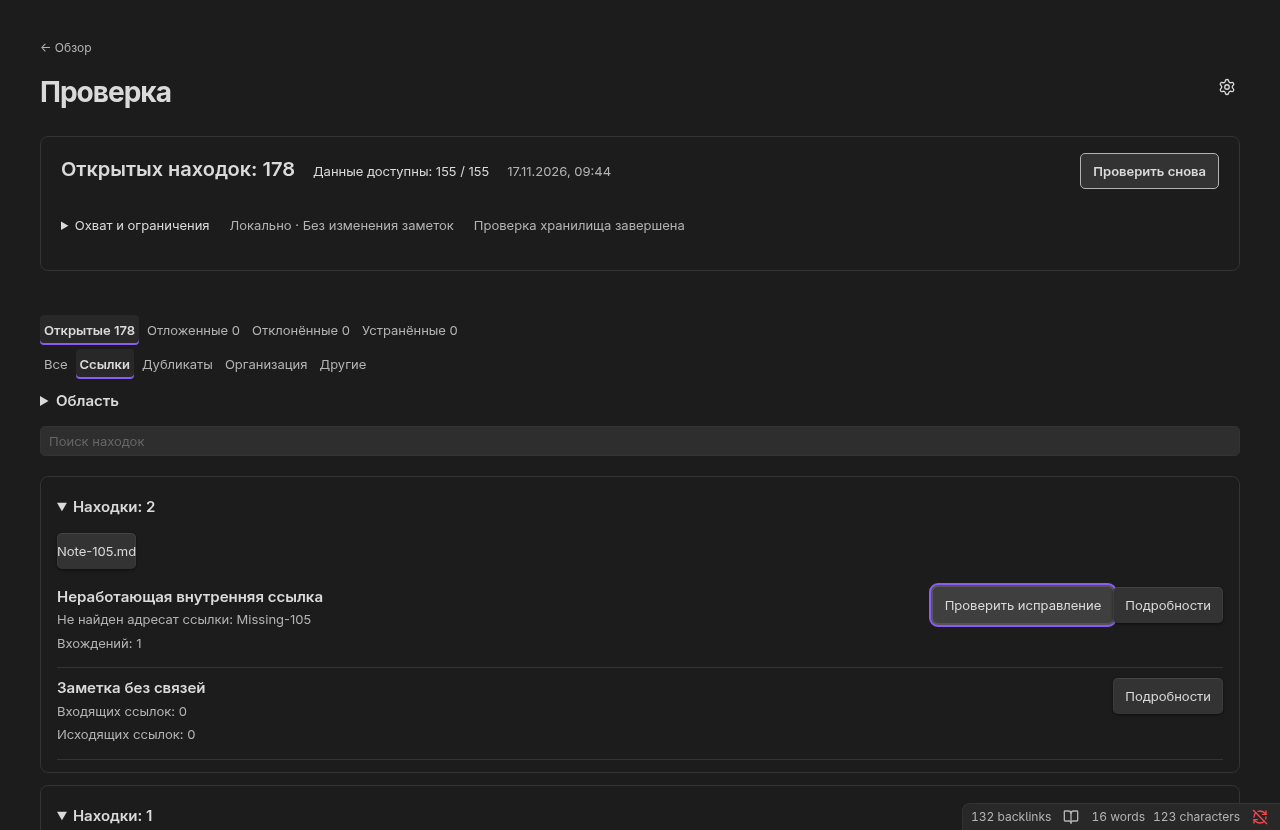 ← Обзор
Проверка
Открытых находок: 178 Данные доступны: 155 / 155 17.11.2026, 09:44 Проверить снова
Охват и ограничения Локально · Без изменения заметок Проверка хранилища завершена
Открытые 178 Отложенные 0 Отклонённые 0 Устранённые 0
Все Ссылки Дубликаты Организация Другие
Область
Поиск находок
Находки: 2
Note-105.md
Неработающая внутренняя ссылка Проверить исправление Подробности
Не найден адресат ссылки: Missing-105
Вхождений: 1
Заметка без связей Подробности
Входящих ссылок: 0
Исходящих ссылок: 0
Находки: 1
132 backlinks 16 words 123 characters